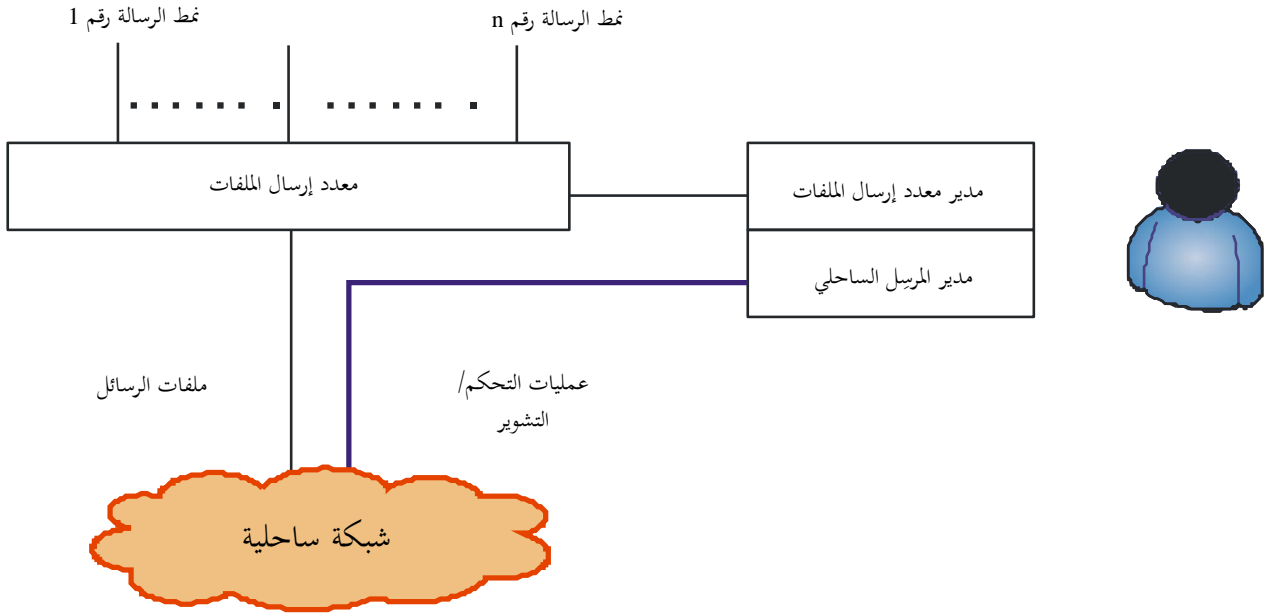 نمط الرسالة رقم n
نمط الرسالة رقم 1
معدد إرسال الملفات
مدير معدد إرسال الملفات
مدير المرسِل الساحلي
عمليات التحكم/
التشوير
ملفات الرسائل
شبكة ساحلية